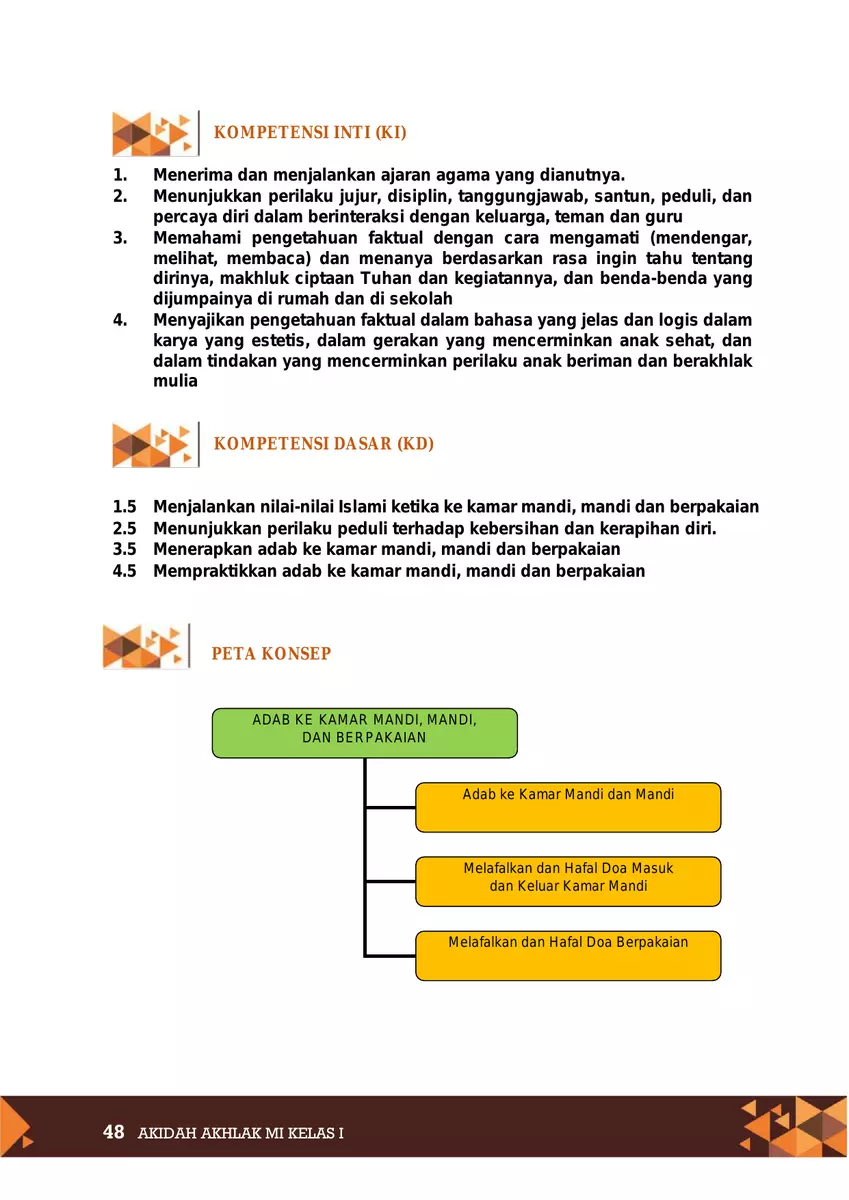 KOMPETENSI INTI (KI)
1. Menerima dan menjalankan ajaran agama yang dianutnya.
2. Menunjukkan perilaku jujur, disiplin, tanggungjawab, santun, peduli, dan
percaya diri dalam berinteraksi dengan keluarga, teman dan guru
3. Memahami pengetahuan faktual dengan cara mengamati (mendengar,
melihat, membaca) dan menanya berdasarkan rasa ingin tahu tentang
dirinya, makhluk ciptaan Tuhan dan kegiatannya, dan benda-benda yang
dijumpainya di rumah dan di sekolah
4. Menyajikan pengetahuan faktual dalam bahasa yang jelas dan logis dalam
karya yang estetis, dalam gerakan yang mencerminkan anak sehat, dan
dalam tindakan yang mencerminkan perilaku anak beriman dan berakhlak
mulia
KOMPETENSI DASAR (KD)
1.5 Menjalankan nilai-nilai Islami ketika ke kamar mandi, mandi dan berpakaian
2.5 Menunjukkan perilaku peduli terhadap kebersihan dan kerapihan diri.
3.5 Menerapkan adab ke kamar mandi, mandi dan berpakaian
4.5 Mempraktikkan adab ke kamar mandi, mandi dan berpakaian
PETA KONSEP
ADAB KE KAMAR MANDI, MANDI,
DAN BERPAKAIAN
Adab ke Kamar Mandi dan Mandi
Melafalkan dan Hafal Doa Masuk
dan Keluar Kamar Mandi
Melafalkan dan Hafal Doa Berpakaian
48 AKIDAH AKHLAK MI KELAS I